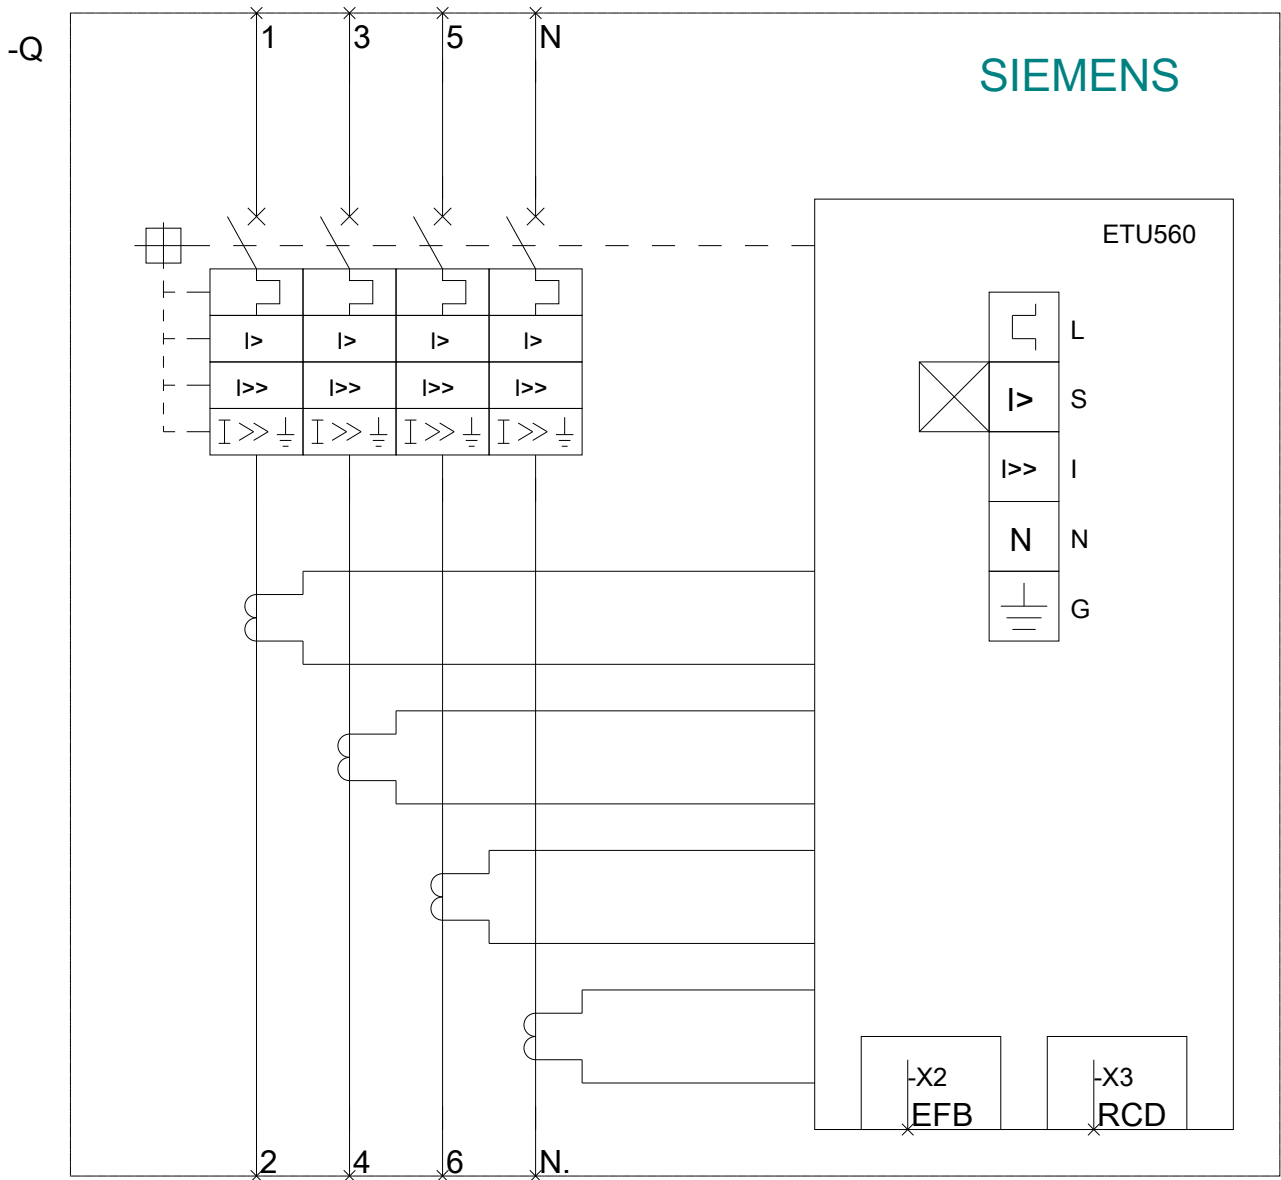 1 3 5 N
-Q
SIEMENS
ETU560
L
I> I> I> I> 
I>> I>> I>> I>>
I>> I>> I>> I>>
I> S
I>> I
N N
G
-X2 -X3
EFB RCD
2 4 6 N.